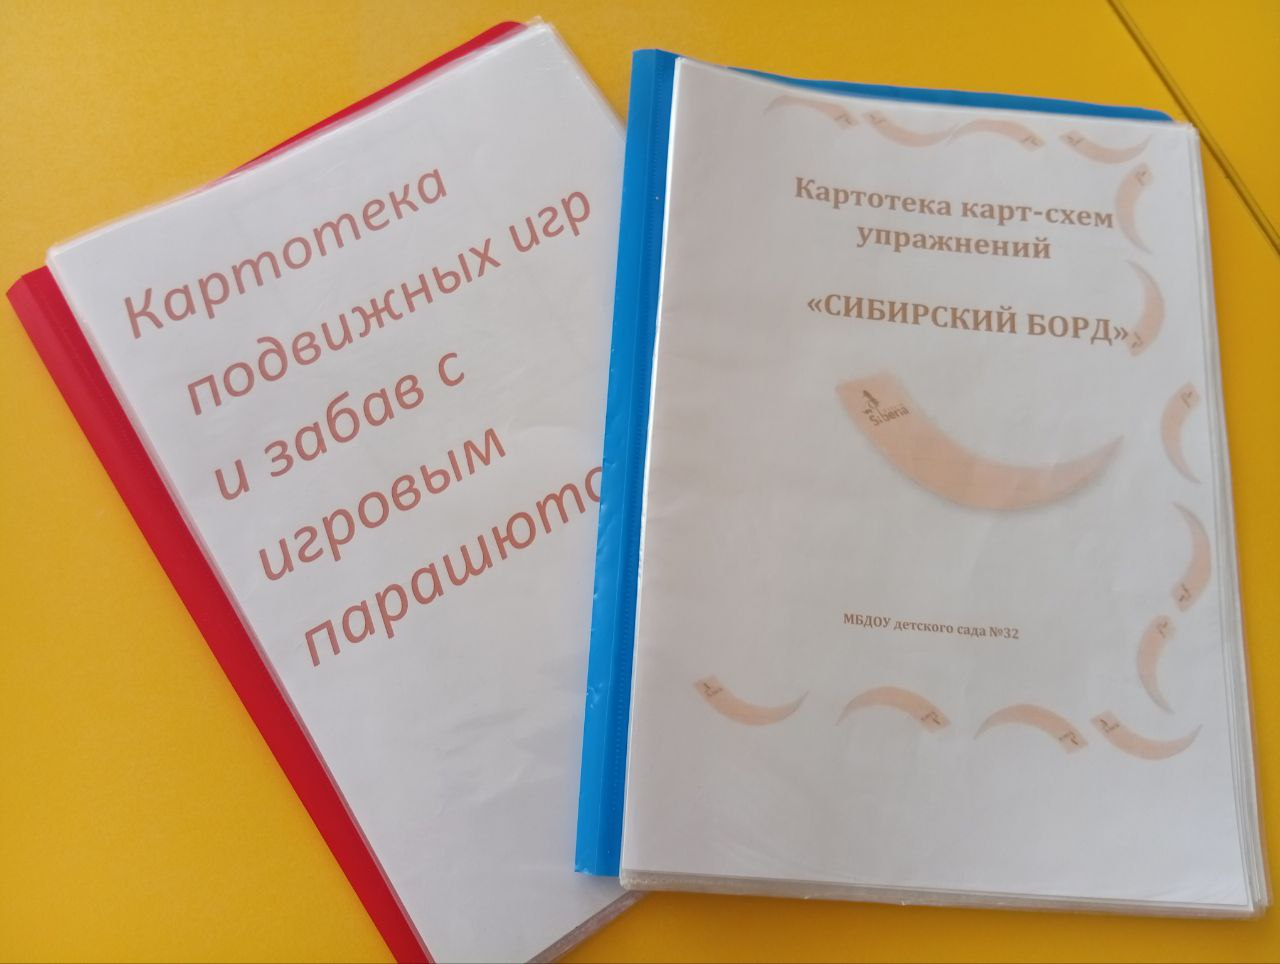 Картотека
подвижных игр
и забав с
игровым
Картотека карт-схем
упражнений
«СИБИРСКИЙ БОРД»
Siberia
МБДОУ детского сада №32